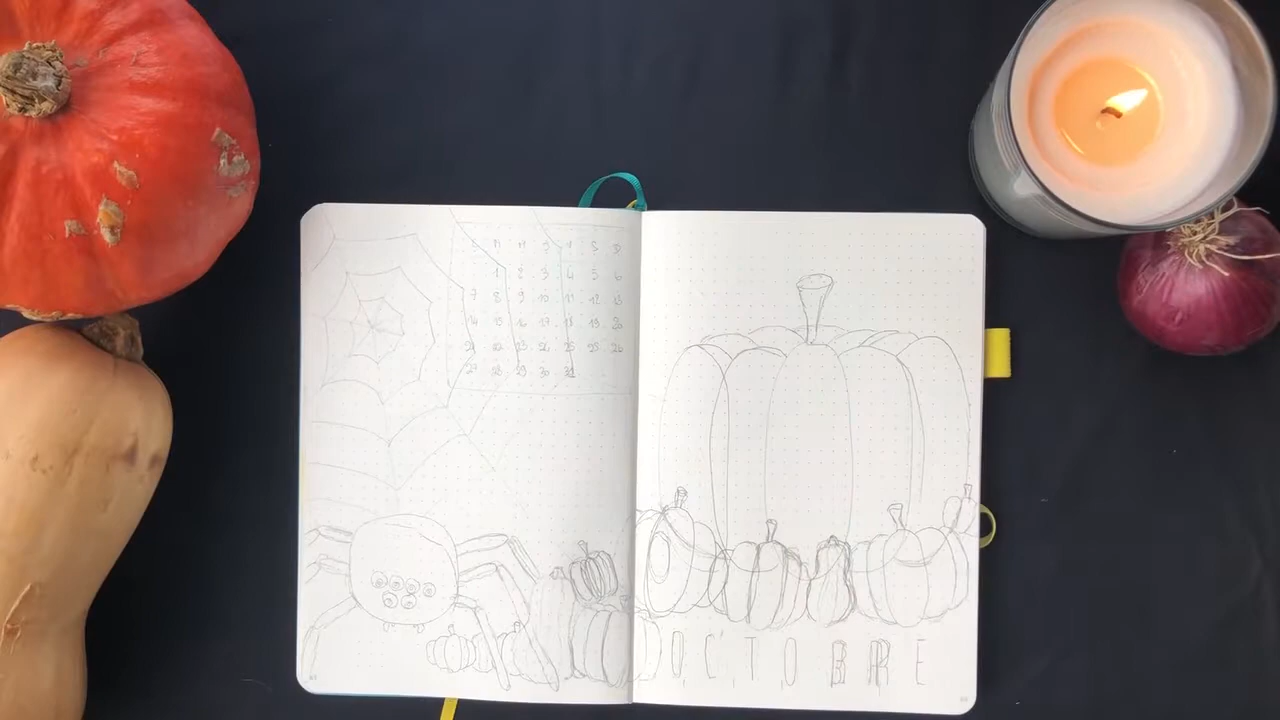 1 2 3 4 5 6
7 8 9 10 11 12 13
14 15 16 17 18 19 20
21 22 23 24 25 25 26
27 28 29 30 31
OCTOBRE